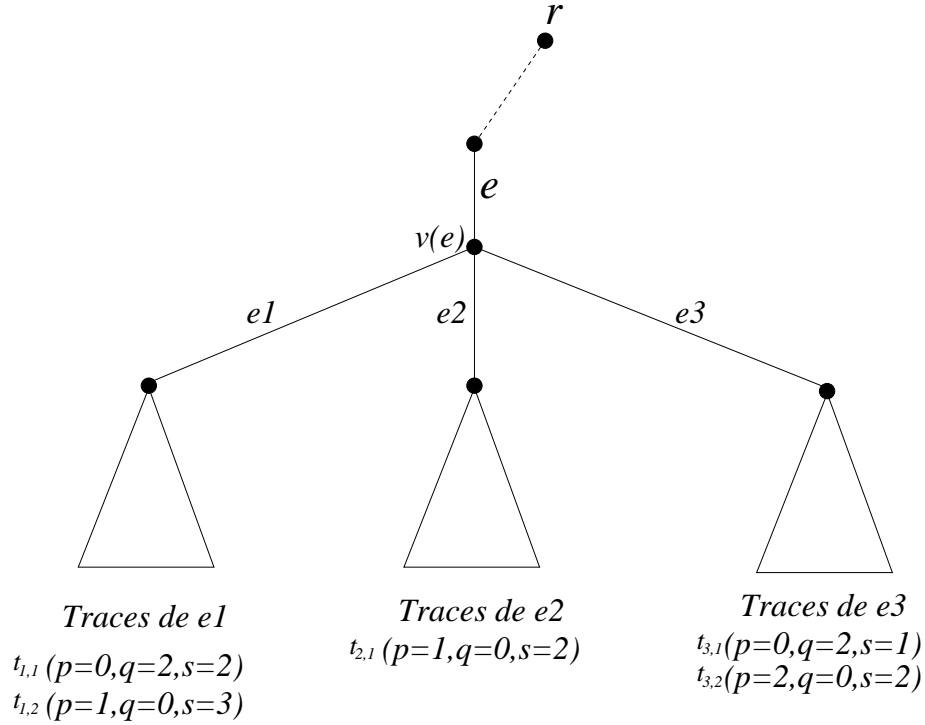 r
e
v(e)
e1 e2 e3
Traces de e1 Traces de e2 Traces de e3
t1,1 (p=0,q=2,s=2) t2,1 (p=1,q=0,s=2) t3,1(p=0,q=2,s=1)
t1,2 (p=1,q=0,s=3) t3,2(p=2,q=0,s=2)